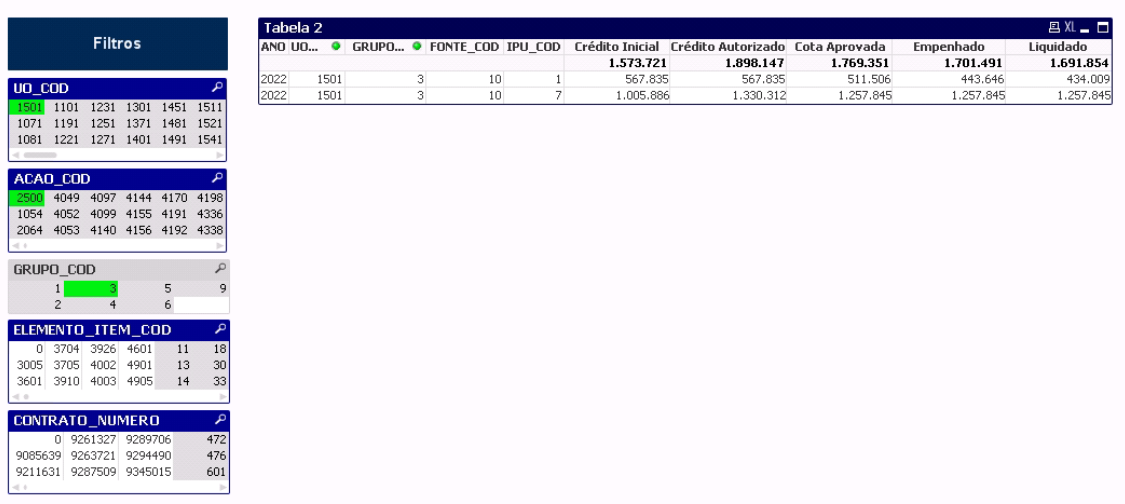 Filtros
UO_COD
1501 1101 1231 1301 1451 1511
1071 1191 1251 1371 1481 1521
1081 1221 1271 1401 1491 1541
ACAO_COD
2500 4049 4097 4144 4170 4198
1054 4052 4099 4155 4191 4336
2064 4053 4140 4156 4192 4338
GRUPO_COD
1 3 5 9
2 4 6
ELEMENTO_ITEM_COD
0 3704 3926 4601 11 18
3005 3705 4002 4901 13 30
3601 3910 4003 4905 14 33
CONTRATO_NUMERO
0 9261327 9289706 472
9085639 9263721 9294490 476
9211631 9287509 9345015 601
Tabela 2 XL
ANO UO... GRUPO... FONTE_COD IPU_COD Crédito Inicial Crédito Autorizado Cota Aprovada Empenhado Liquidado
1.573.721 1.898.147 1.769.351 1.701.491 1.691.854
2022 1501 3 10 1 567.835 567.835 511.506 443.646 434.009
2022 1501 3 10 7 1.005.886 1.330.312 1.257.845 1.257.845 1.257.845